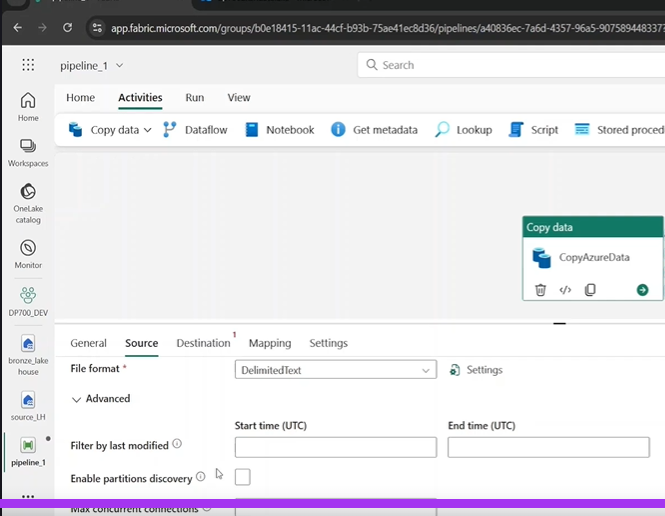 app.fabric.microsoft.com/groups/b0e18415-11ac-44cf-b93b-75ae41ec8d36/pipelines/a40836ec-7a6d-4357-96a5-907589448337?
pipeline_1
Search
Home Activities Run View
Copy data Dataflow Notebook Get metadata Lookup Script Stored proced
Home
Workspaces
OneLake
catalog
Monitor
DP700_DEV
bronze_lake
house
source_LH
pipeline_1
Copy data
CopyAzureData
General Source Destination 1 Mapping Settings
File format * DelimitedText Settings
Advanced
Start time (UTC) End time (UTC)
Filter by last modified
Enable partitions discovery
Max concurrent connections